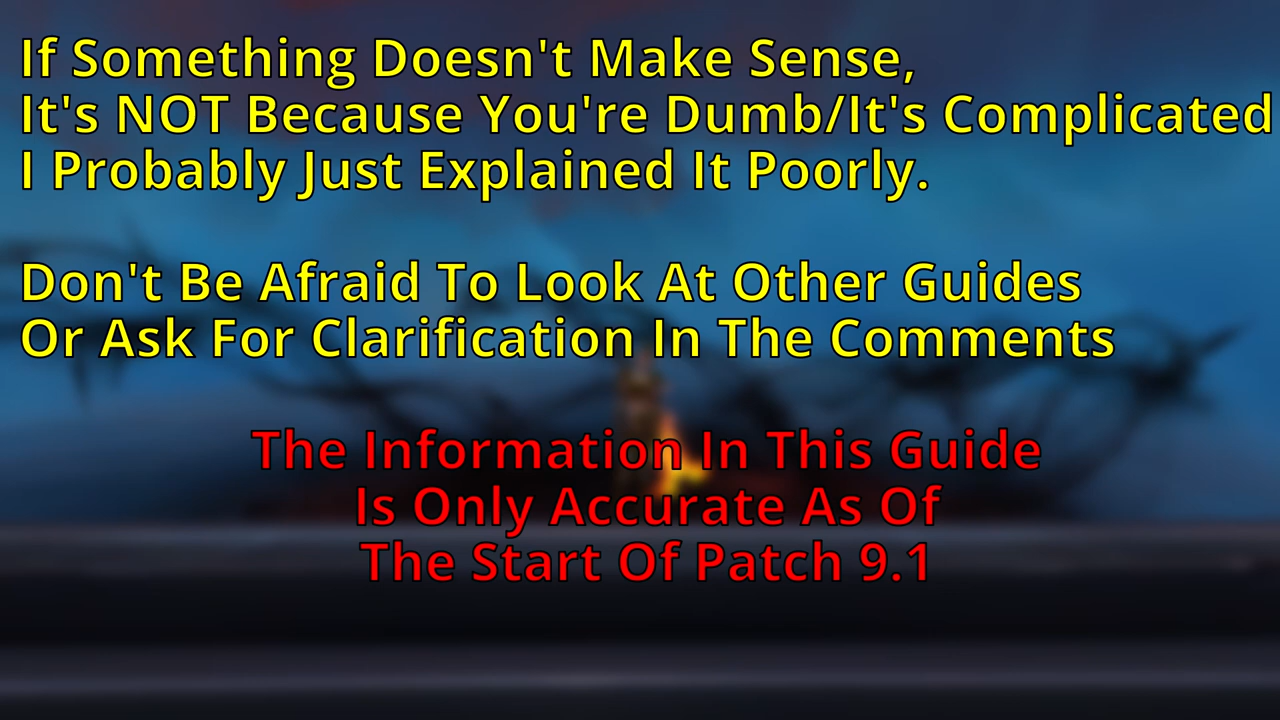 If Something Doesn't Make Sense,
It's NOT Because You're Dumb/It's Complicated
I Probably Just Explained It Poorly.
Don't Be Afraid To Look At Other Guides
Or Ask For Clarification In The Comments
The Information In This Guide
Is Only Accurate As Of
The Start Of Patch 9.1